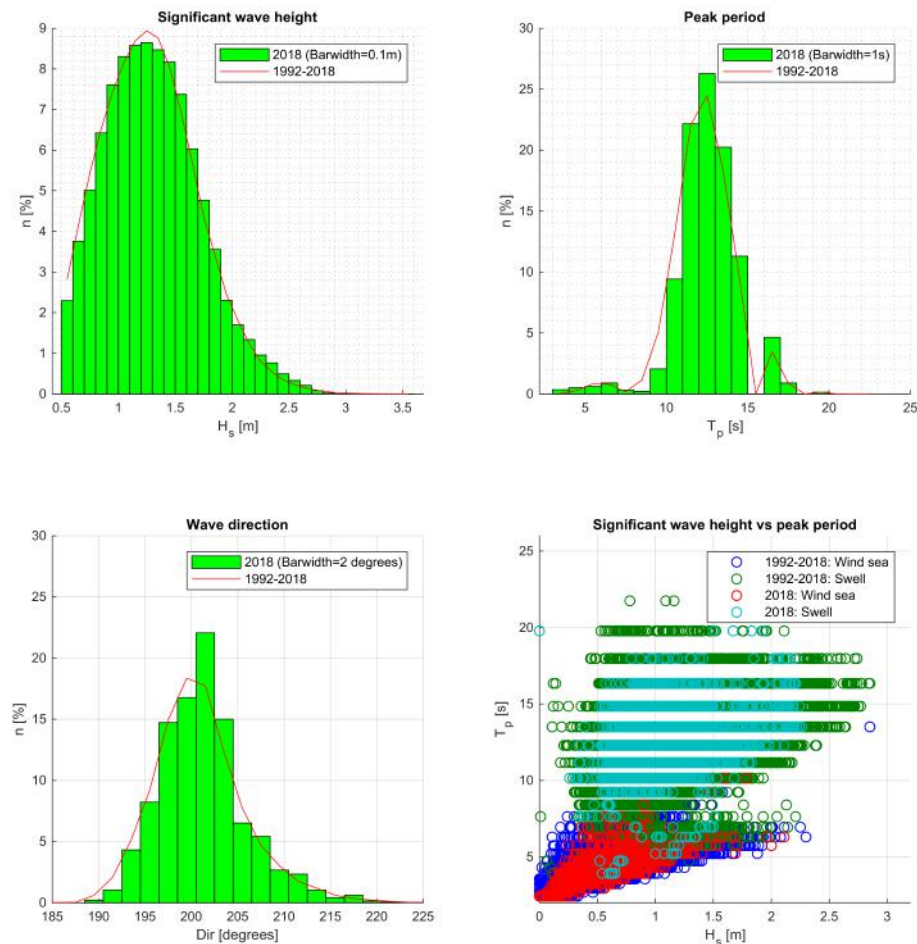 Significant wave height
9
8
7
6
5
4
3
2
1
0
n [%]
2018 (Barwidth=0.1m)
1992-2018
0.5 1 1.5 2 2.5 3 3.5
H_s [m]
Peak period
30
25
20
15
10
5
0
n [%]
2018 (Barwidth=1s)
1992-2018
5 10 15 20 25
T_p [s]
Wave direction
30
25
20
15
10
5
0
n [%]
2018 (Barwidth=2 degrees)
1992-2018
185 190 195 200 205 210 215 220 225
Dir [degrees]
Significant wave height vs peak period
25
20
15
10
5
T_p [s]
1992-2018: Wind sea
1992-2018: Swell
2018: Wind sea
2018: Swell
0 0.5 1 1.5 2 2.5 3
H_s [m]